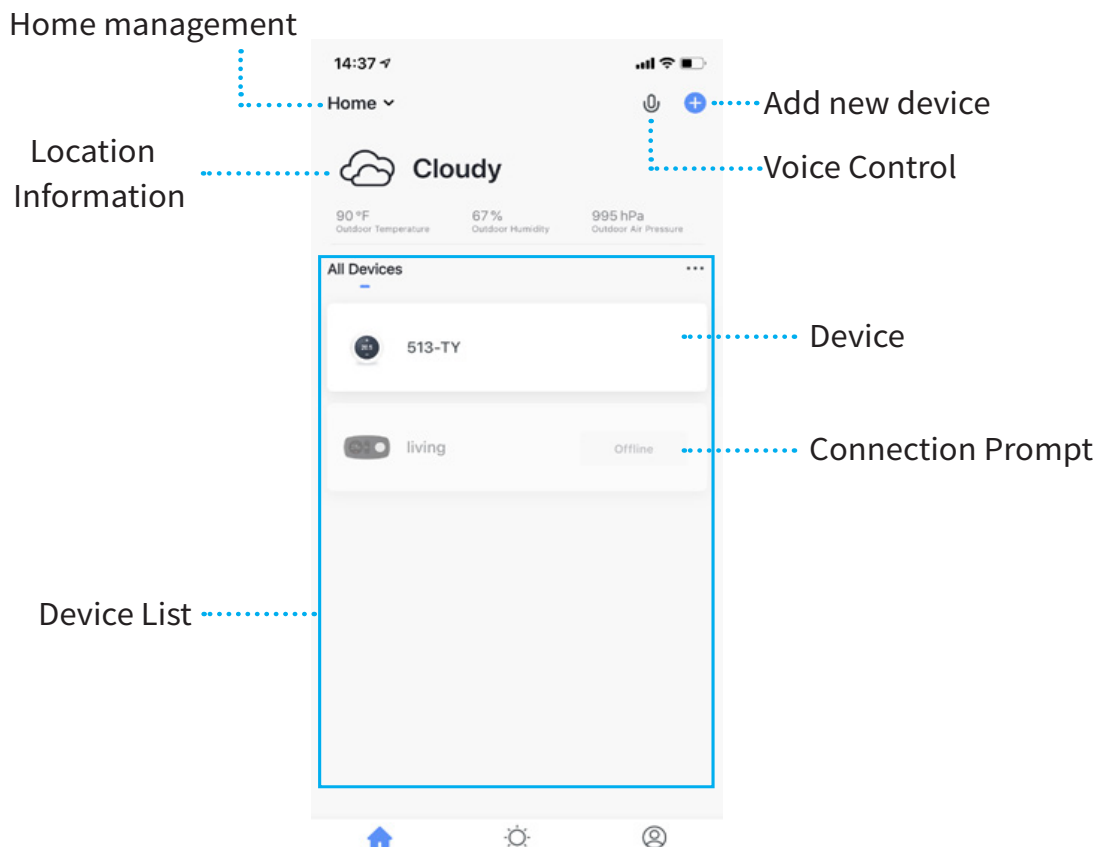 Home management
14:37
Home
Add new device
Location
Information
Cloudy
Voice Control
90 °F
67 %
995 hPa
Outdoor Temperature
Outdoor Humidity
Outdoor Air Pressure
All Devices
513-TY
Device
living
Offline
Connection Prompt
Device List